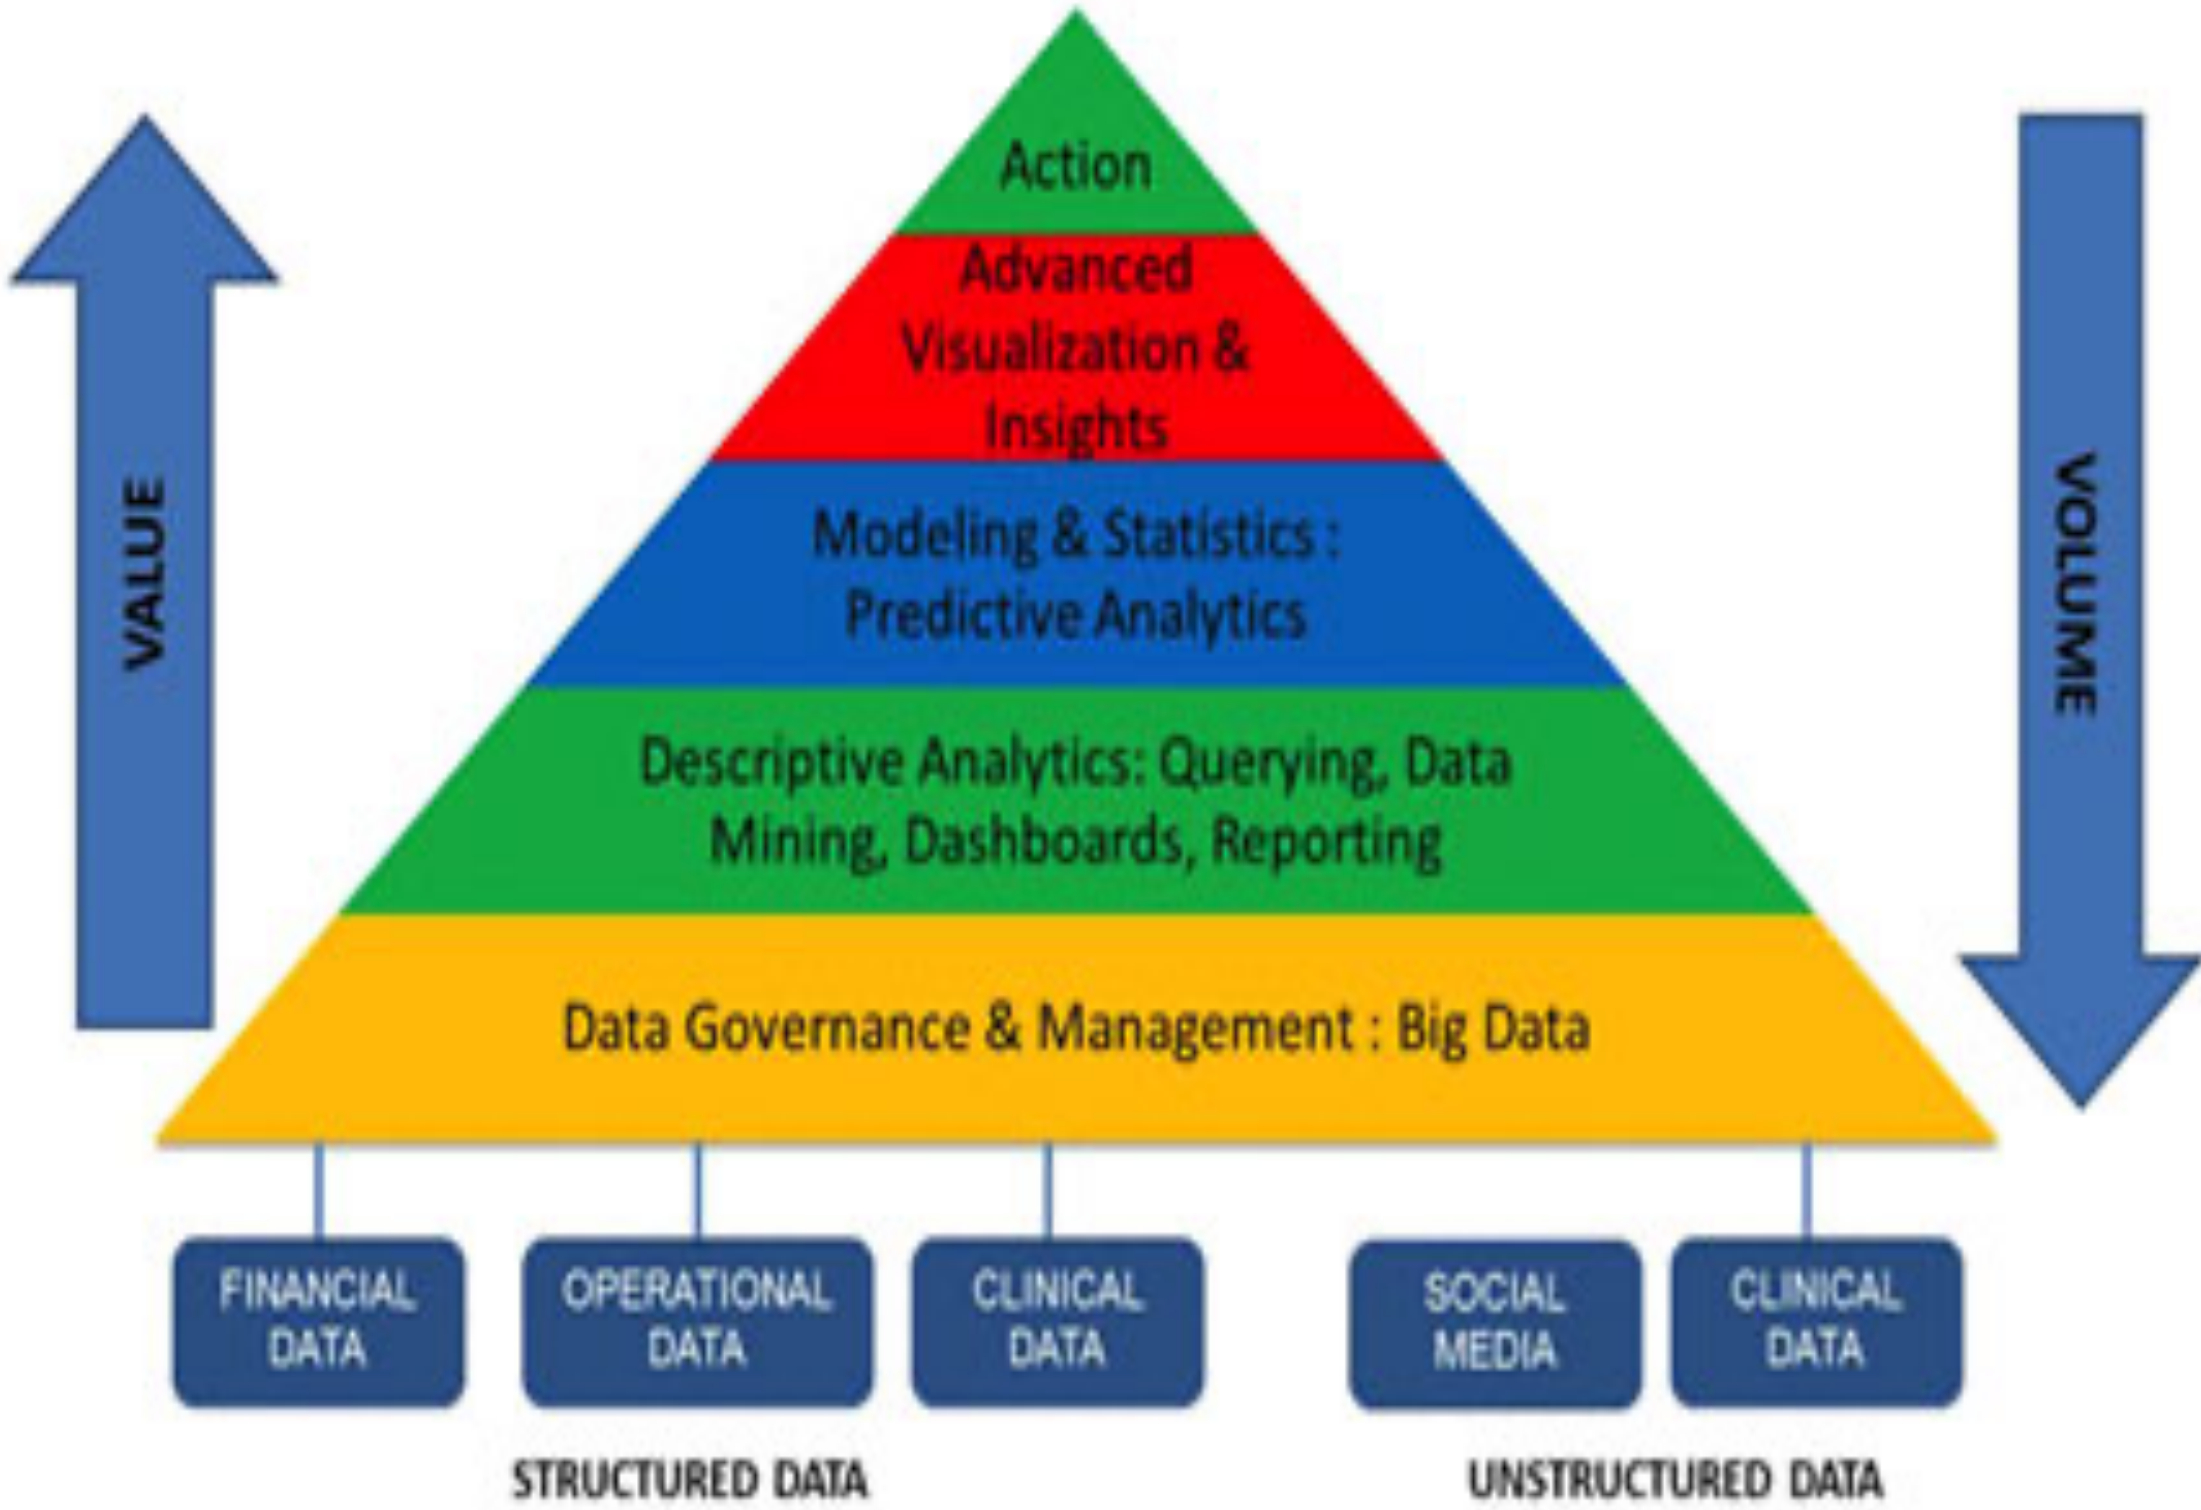 Action
Advanced
Visualization &
Insights
Modeling & Statistics :
Predictive Analytics
Descriptive Analytics: Querying, Data
Mining, Dashboards, Reporting
Data Governance & Management : Big Data
VALUE
VOLUME
FINANCIAL
DATA
OPERATIONAL
DATA
CLINICAL
DATA
SOCIAL
MEDIA
CLINICAL
DATA
STRUCTURED DATA
UNSTRUCTURED DATA